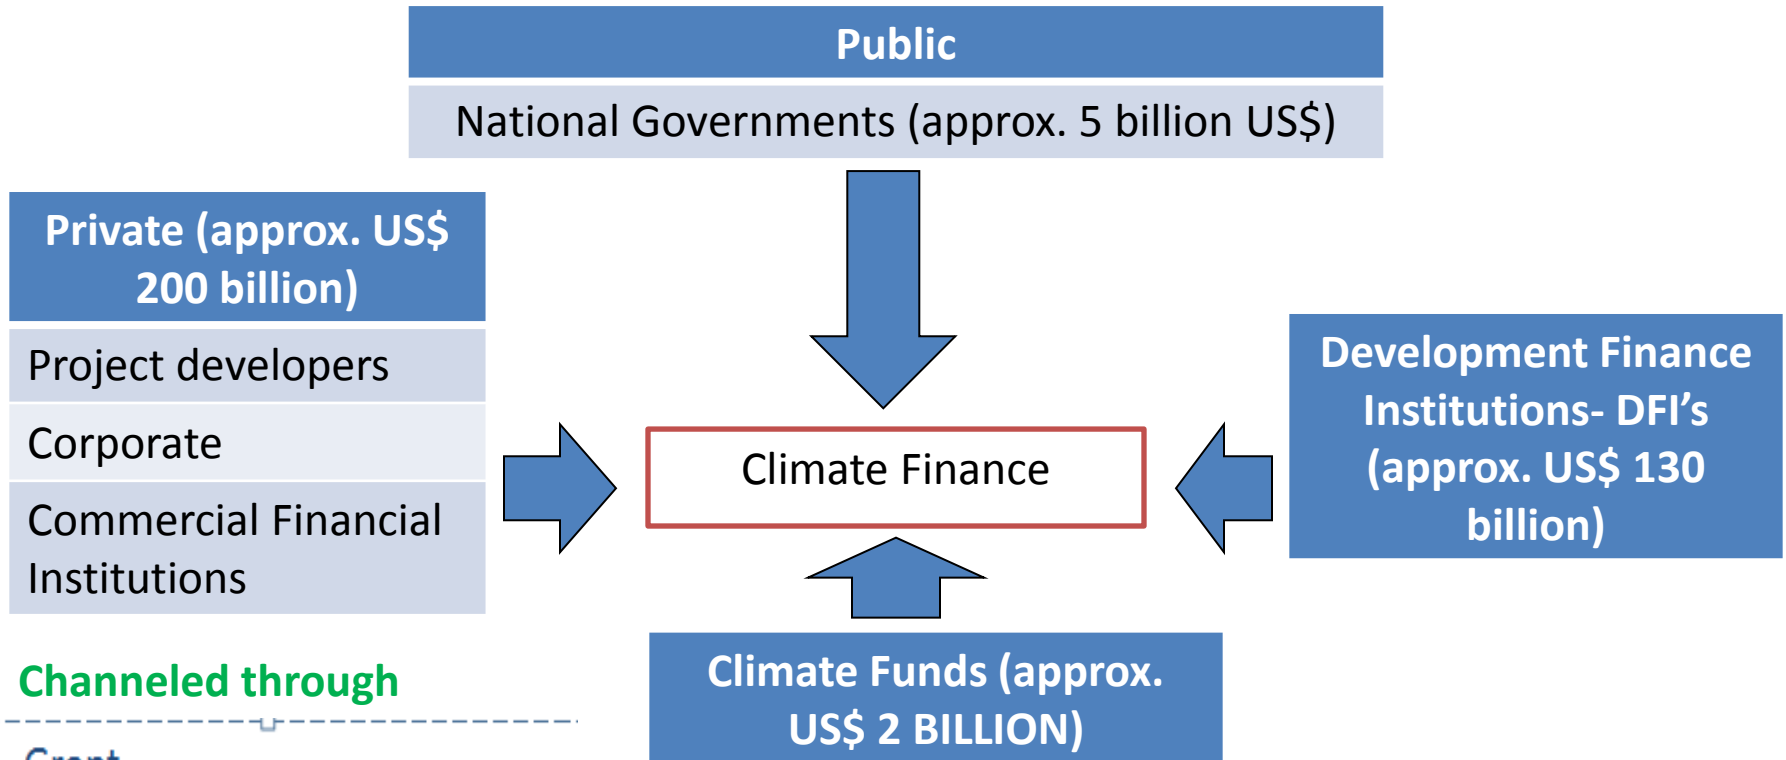 Public
National Governments (approx. 5 billion US$)
Private (approx. US$
200 billion)
Project developers
Corporate
Commercial Financial
Institutions
Climate Finance
Development Finance
Institutions- DFI’s
(approx. US$ 130
billion)
Climate Funds (approx.
US$ 2 BILLION)
Channeled through
Grant